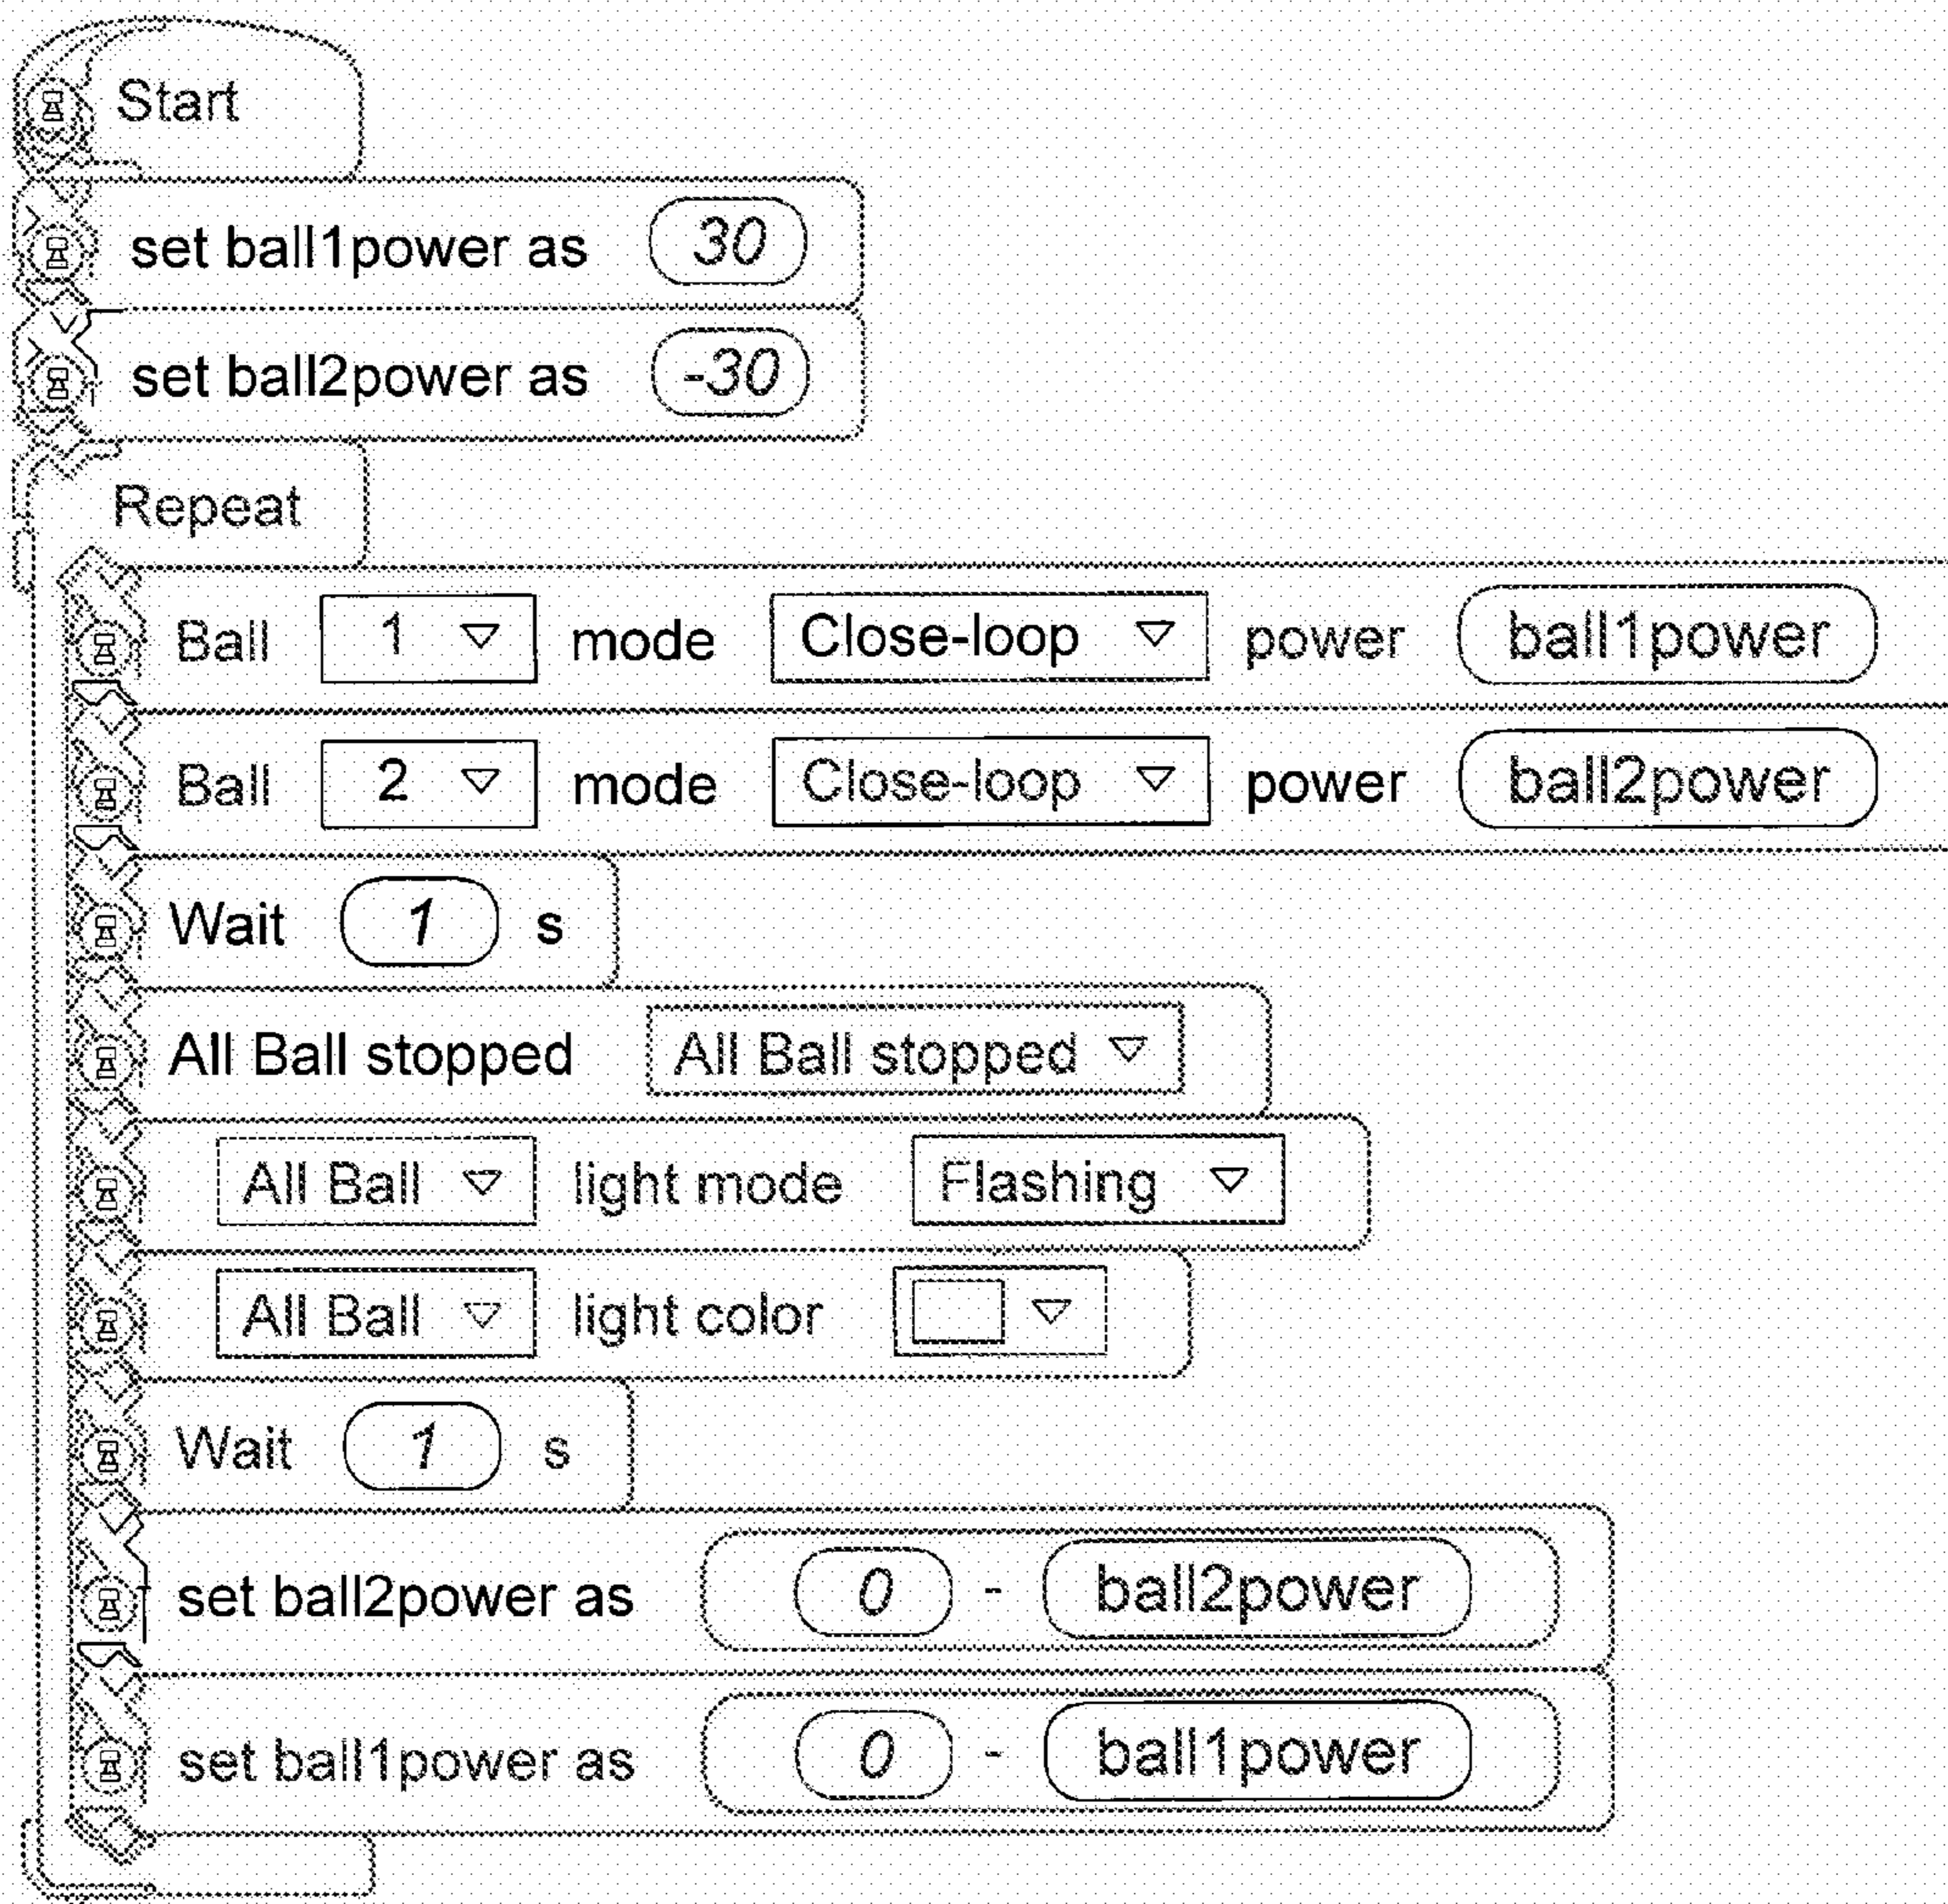 Start
set ball1power as 30
set ball2power as -30
Repeat
Ball 1 mode Close-loop power ball1power
Ball 2 mode Close-loop power ball2power
Wait 1 s
All Ball stopped All Ball stopped
All Ball light mode Flashing
All Ball light color
Wait 1 s
set ball2power as 0 - ball2power
set ball1power as 0 - ball1power